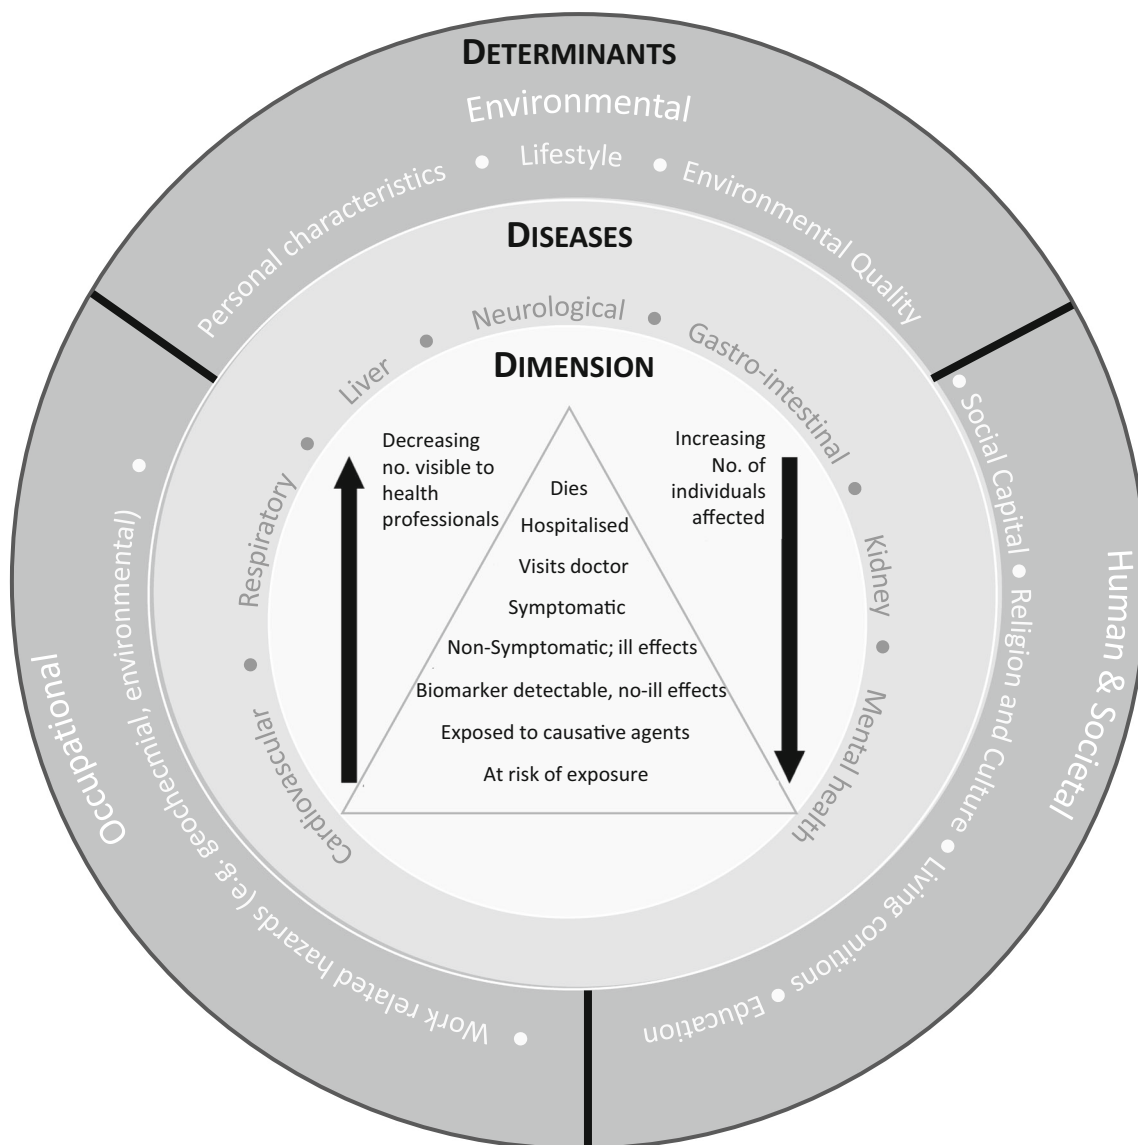 DETERMINANTS
Environmental
Personal characteristics • Lifestyle • Environmental Quality
DISEASES
Cardiovascular • Respiratory • Liver • Neurological • Gastro-intestinal • Kidney • Mental health
DIMENSION
Decreasing
no. visible to
health
professionals
Increasing
No. of
individuals
affected
Dies
Hospitalised
Visits doctor
Symptomatic
Non-Symptomatic; ill effects
Biomarker detectable, no-ill effects
Exposed to causative agents
At risk of exposure
Human & Societal
• Social Capital • Religion and Culture • Living conitions • Education
Occupational
• Work related hazards (e.g. geochecmial, environmental) •